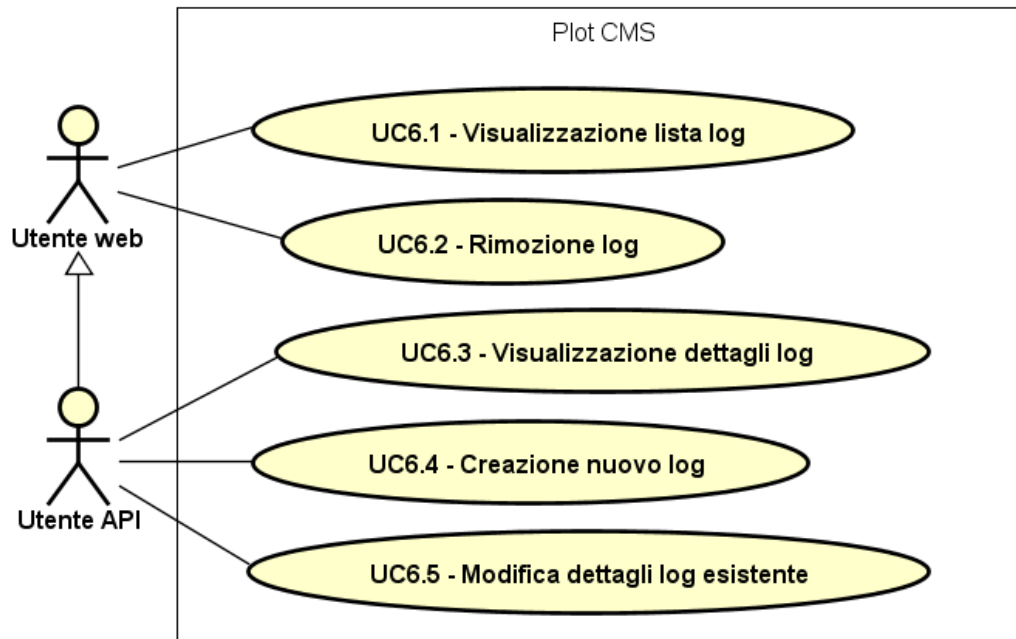 Plot CMS
UC6.1 - Visualizzazione lista log
Utente web
UC6.2 - Rimozione log
UC6.3 - Visualizzazione dettagli log
UC6.4 - Creazione nuovo log
Utente API
UC6.5 - Modifica dettagli log esistente